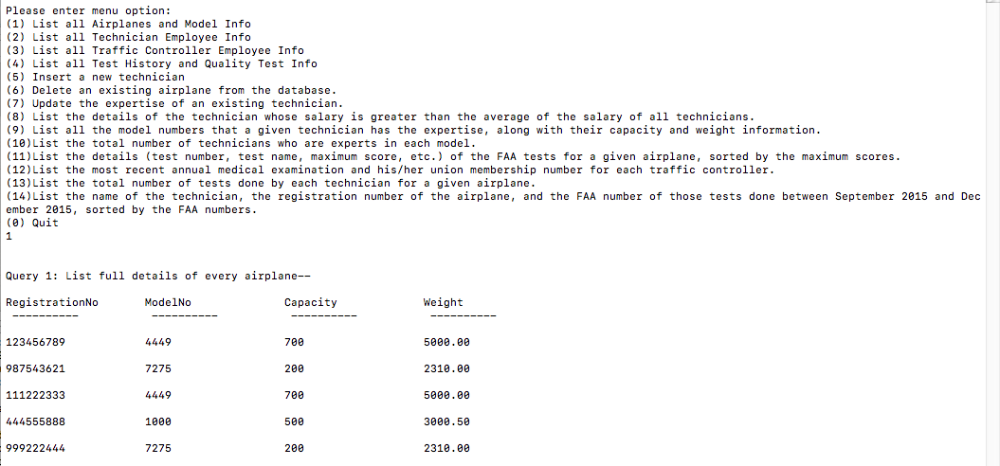 Please enter menu option:
(1) List all Airplanes and Model Info
(2) List all Technician Employee Info
(3) List all Traffic Controller Employee Info
(4) List all Test History and Quality Test Info
(5) Insert a new technician
(6) Delete an existing airplane from the database.
(7) Update the expertise of an existing technician.
(8) List the details of the technician whose salary is greater than the average of the salary of all technicians.
(9) List all the model numbers that a given technician has the expertise, along with their capacity and weight information.
(10)List the total number of technicians who are experts in each model.
(11)List the details (test number, test name, maximum score, etc.) of the FAA tests for a given airplane, sorted by the maximum scores.
(12)List the most recent annual medical examination and his/her union membership number for each traffic controller.
(13)List the total number of tests done by each technician for a given airplane.
(14)List the name of the technician, the registration number of the airplane, and the FAA number of those tests done between September 2015 and Dec
ember 2015, sorted by the FAA numbers.
(0) Quit
1
Query 1: List full details of every airplane--
RegistrationNo ModelNo Capacity Weight
---------- ---------- ---------- ----------
123456789 4449 700 5000.00
987543621 7275 200 2310.00
111222333 4449 700 5000.00
444555888 1000 500 3000.50
999222444 7275 200 2310.00